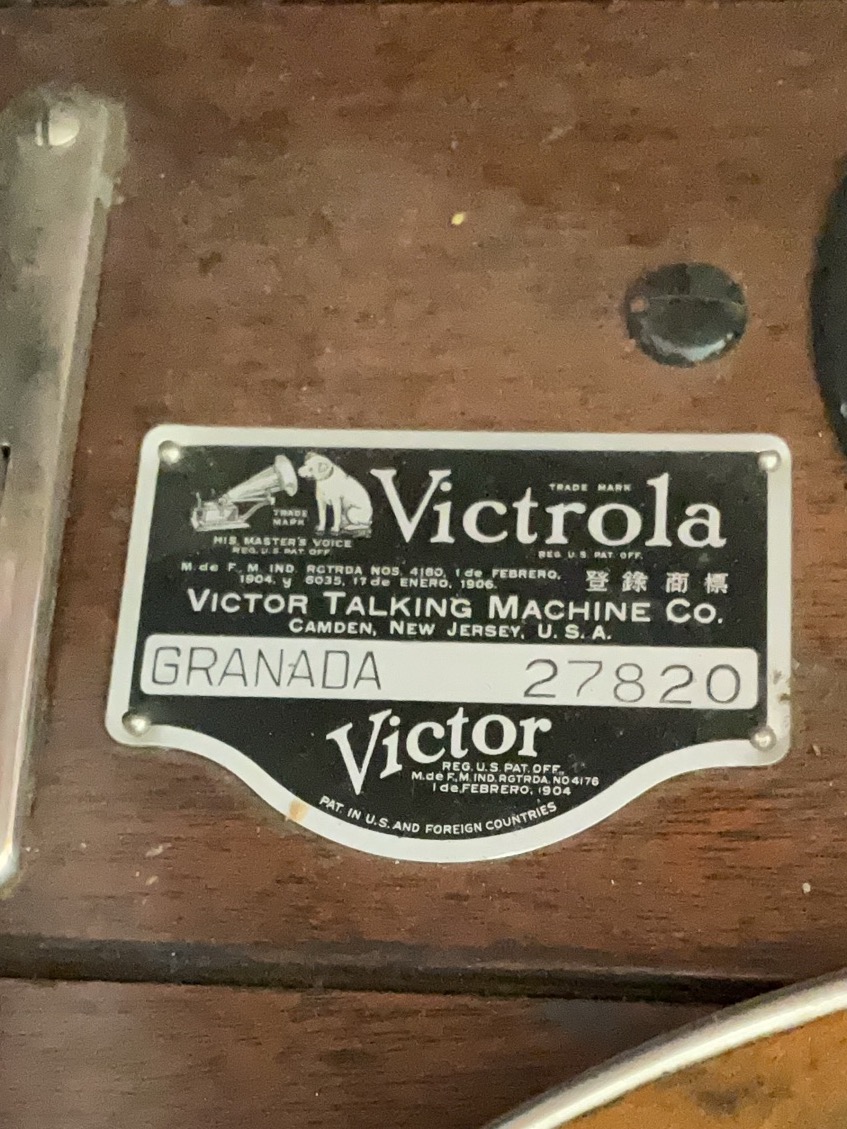 Victrola
TRADE MARK
TRADE
MARK
HIS MASTER'S VOICE
REG. U.S. PAT. OFF.
REG. U.S. PAT. OFF.
M. de F. M. IND. RGTRDA NOS. 4180, 1 de FEBRERO,
1904, y 6035, 17 de ENERO, 1906.
登錄商標
VICTOR TALKING MACHINE CO.
CAMDEN, NEW JERSEY, U. S. A.
GRANADA 27820
Victor
REG. U.S. PAT. OFF.
M. de F. M. IND. RGTRDA. NO 4176
1 de FEBRERO, 1904
PAT. IN U.S. AND FOREIGN COUNTRIES